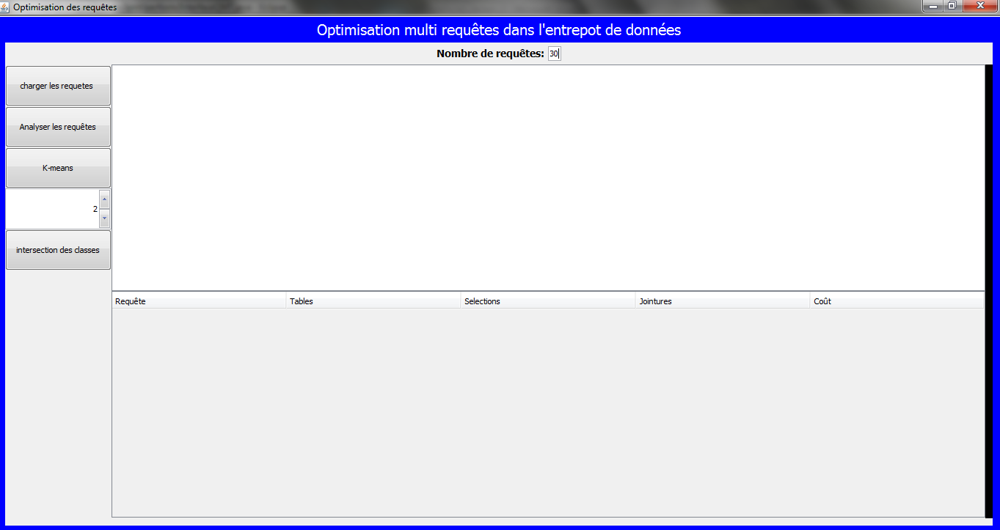 Optimisation des requêtes
Optimisation multi requêtes dans l'entrepot de données
Nombre de requêtes: 30
charger les requetes
Analyser les requêtes
K-means
2
intersection des classes
Requête Tables Selections Jointures Coût